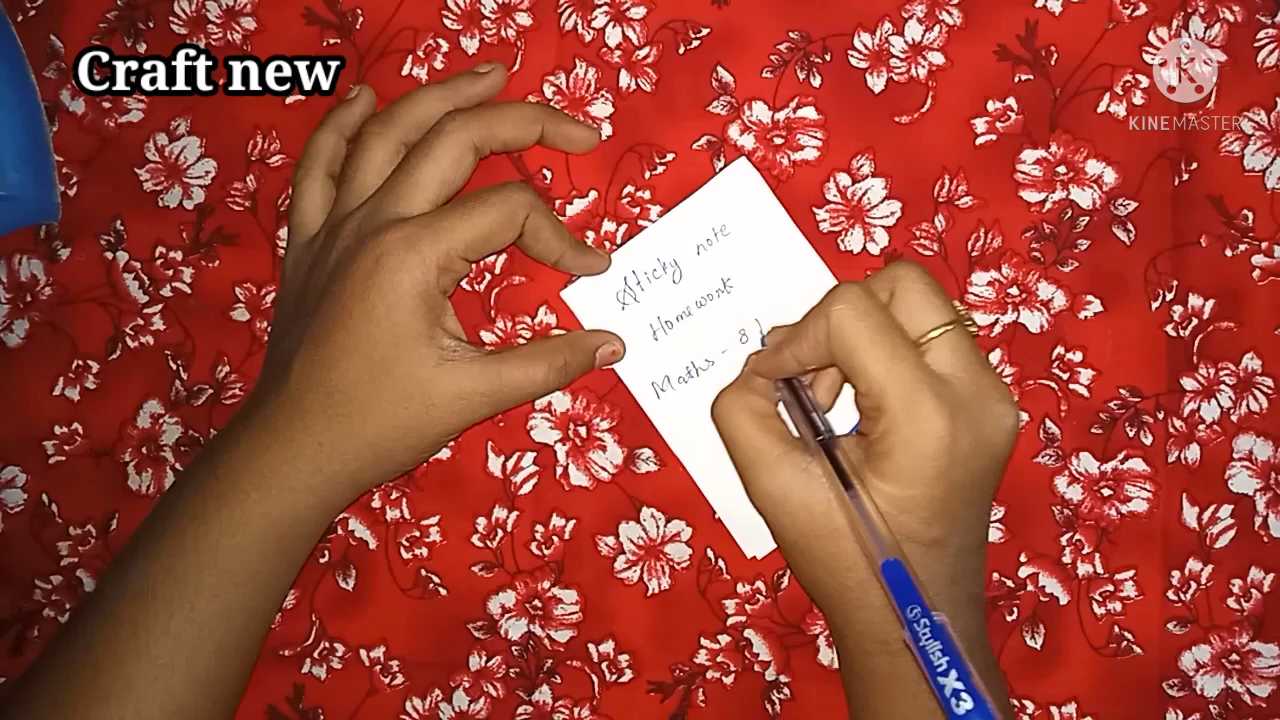 Craft new
KINEMASTER
Sticky note
Homework
Maths - 8
Stylish X3